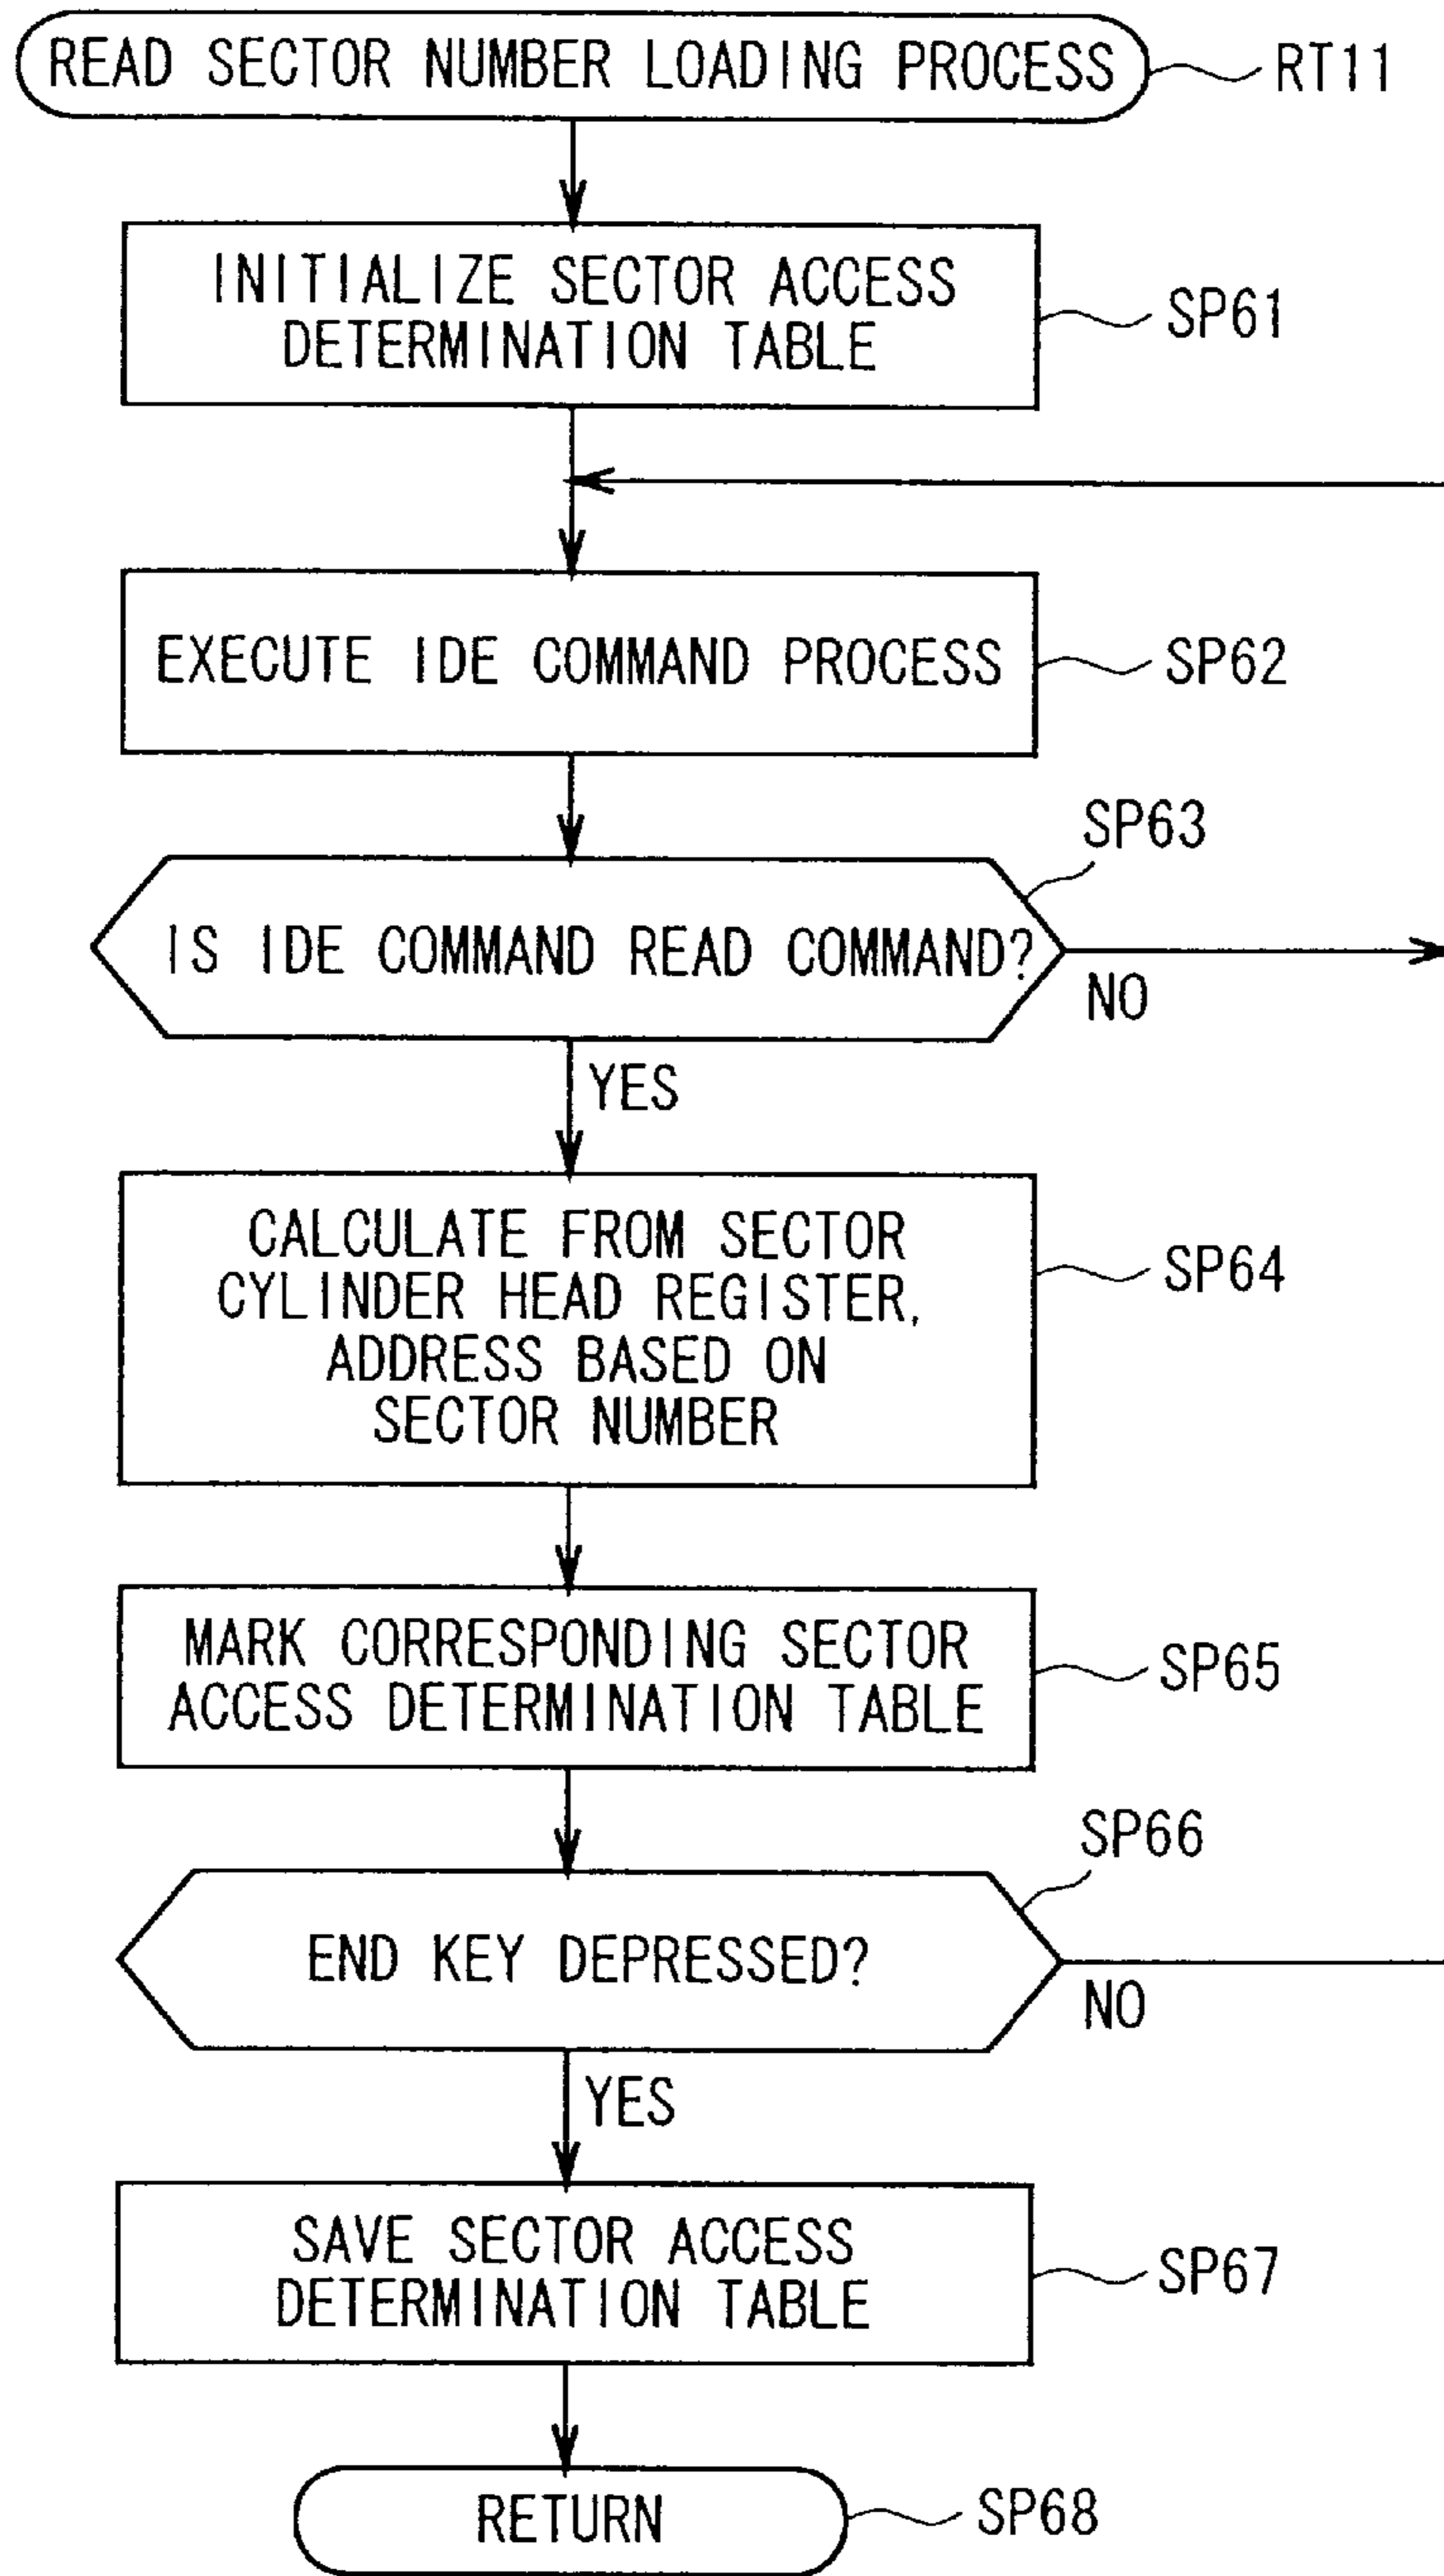 READ SECTOR NUMBER LOADING PROCESS
RT11
INITIALIZE SECTOR ACCESS
DETERMINATION TABLE
SP61
EXECUTE IDE COMMAND PROCESS
SP62
SP63
IS IDE COMMAND READ COMMAND?
NO
YES
CALCULATE FROM SECTOR
CYLINDER HEAD REGISTER,
ADDRESS BASED ON
SECTOR NUMBER
SP64
MARK CORRESPONDING SECTOR
ACCESS DETERMINATION TABLE
SP65
SP66
END KEY DEPRESSED?
NO
YES
SAVE SECTOR ACCESS
DETERMINATION TABLE
SP67
RETURN
SP68